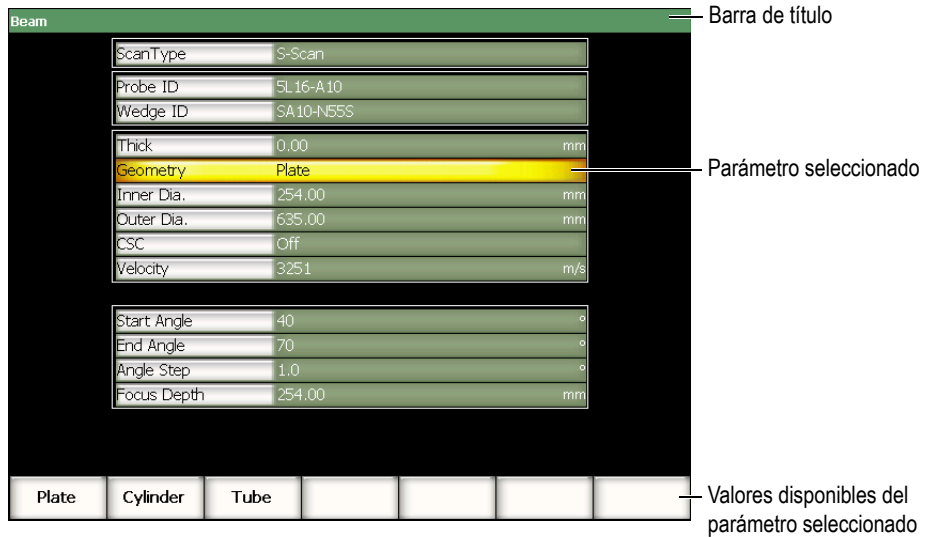 Beam
Barra de título
ScanType S-Scan
Probe ID 5L16-A10
Wedge ID SA10-N55S
Thick 0.00 mm
Geometry Plate
Parámetro seleccionado
Inner Dia. 254.00 mm
Outer Dia. 635.00 mm
CSC Off
Velocity 3251 m/s
Start Angle 40 °
End Angle 70 °
Angle Step 1.0 °
Focus Depth 254.00 mm
Plate Cylinder Tube
Valores disponibles del
parámetro seleccionado